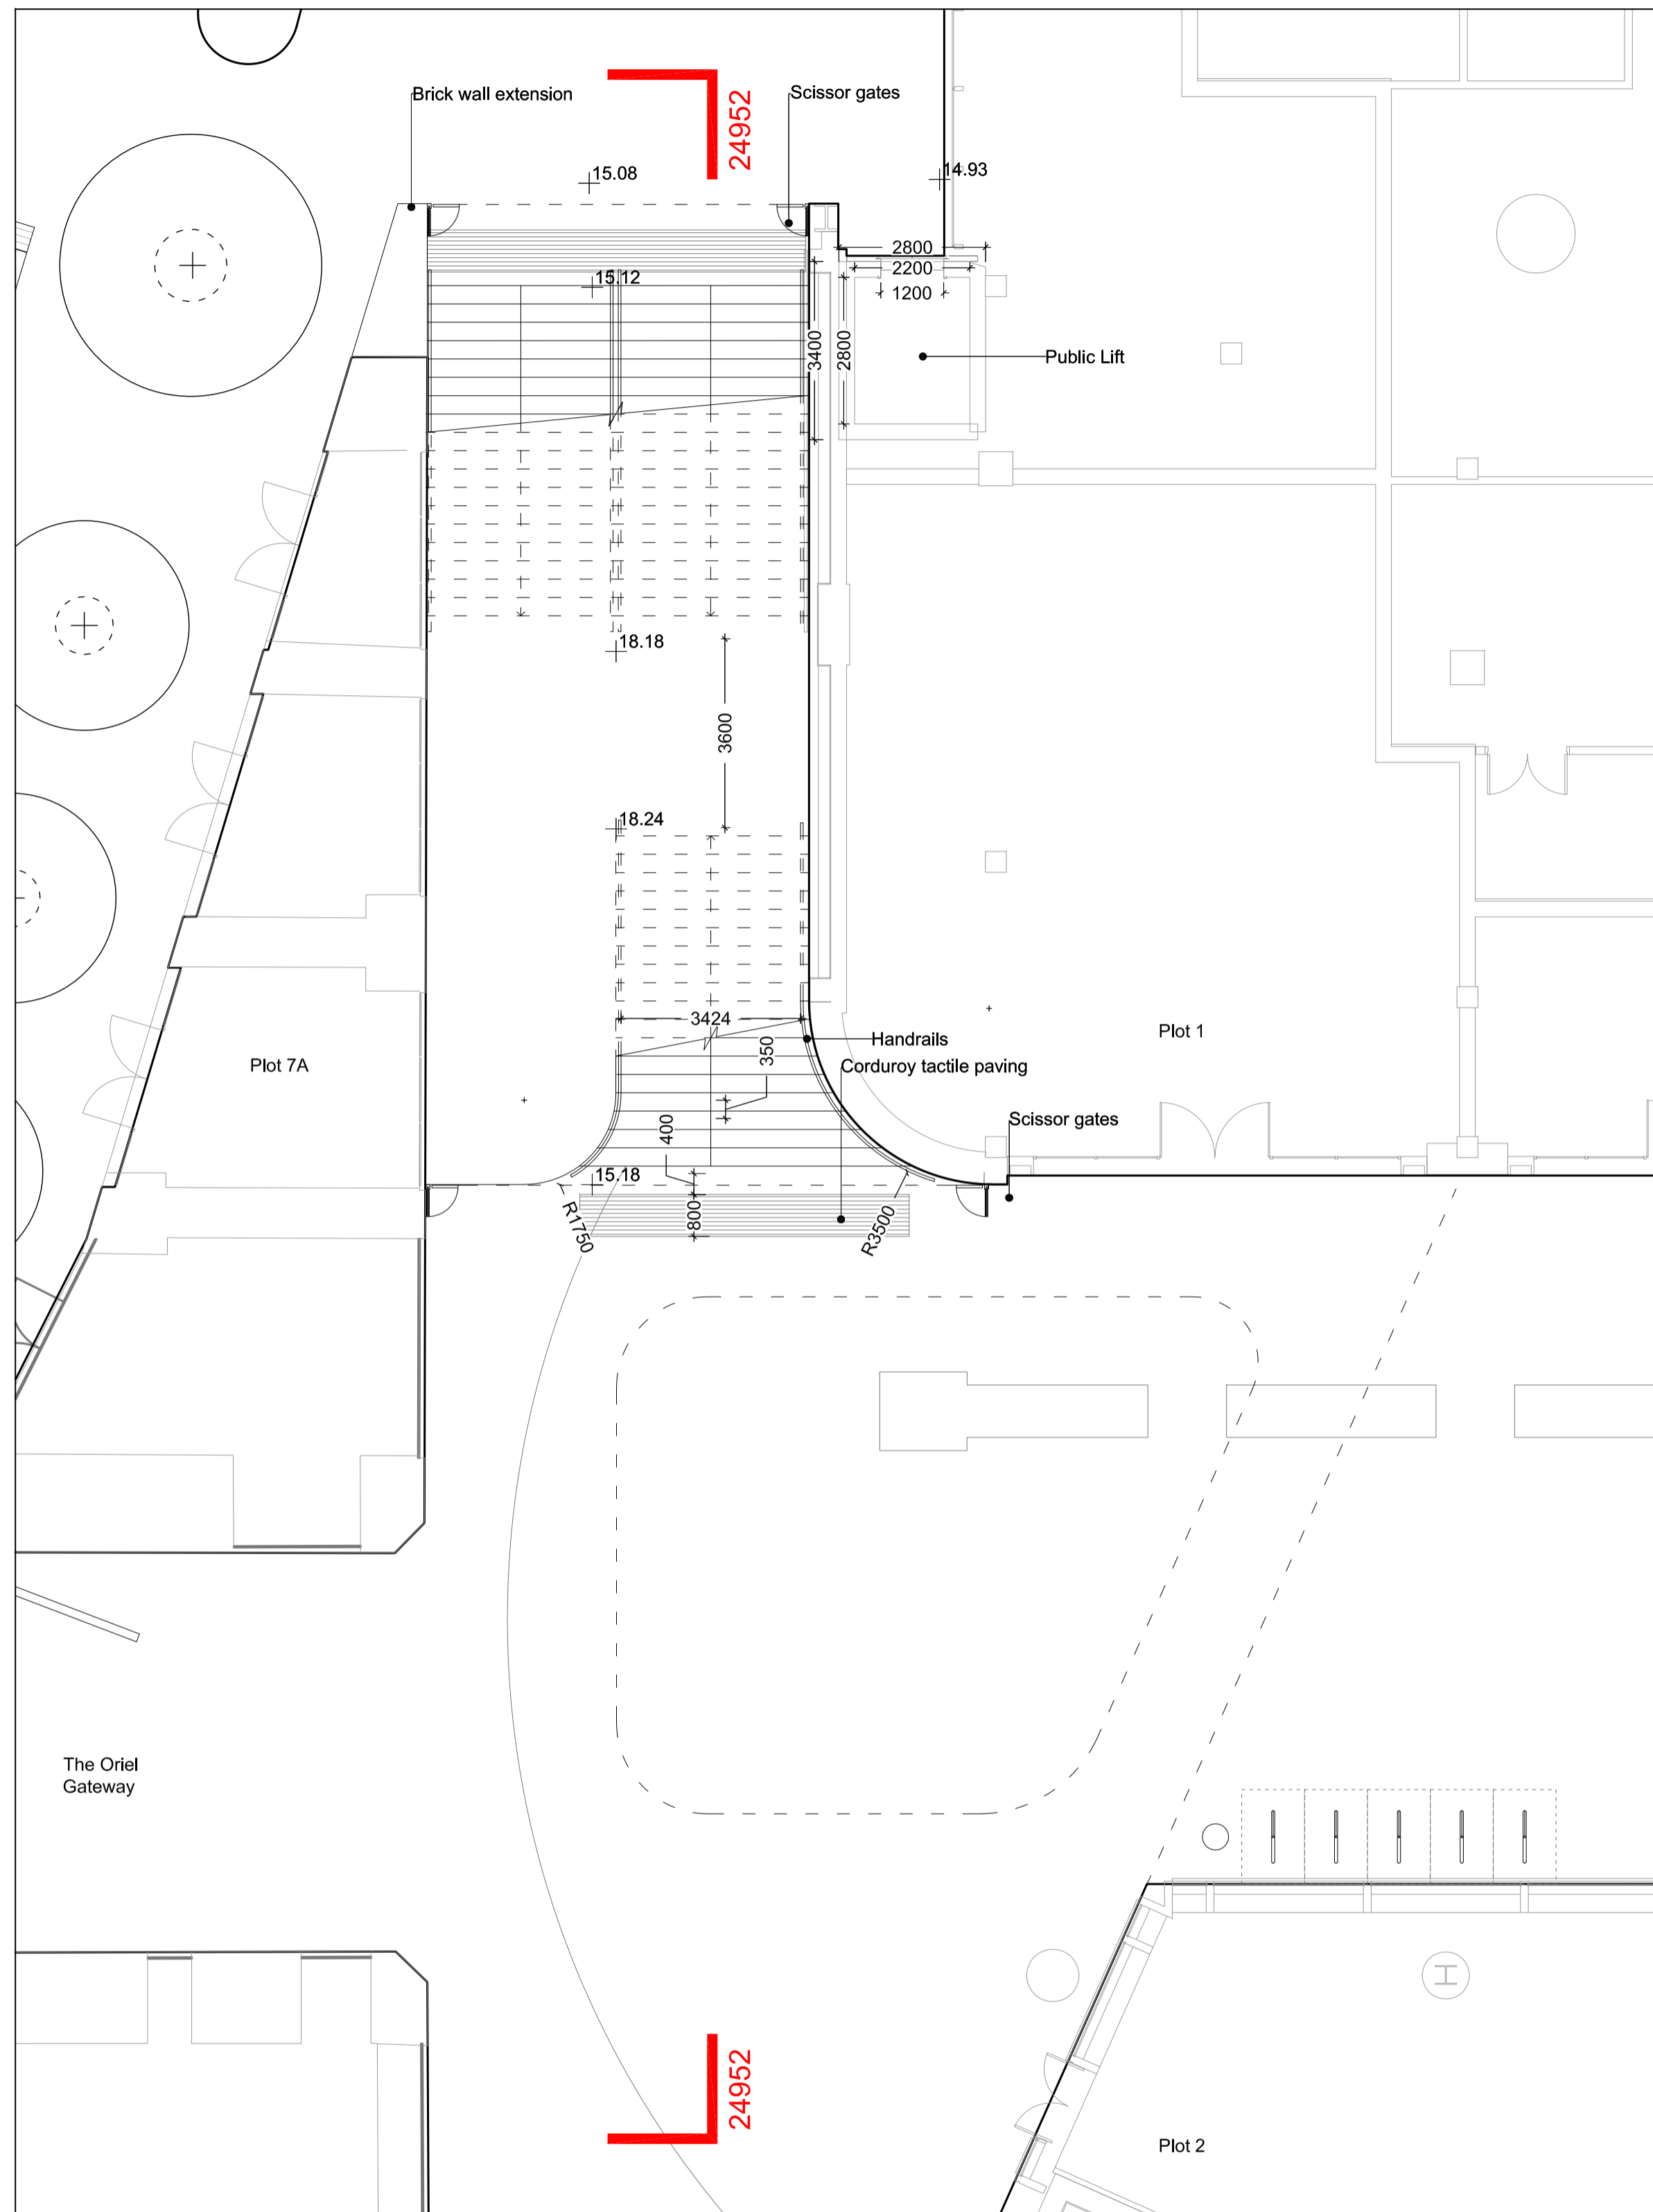 Brick wall extension
Scissor gates
24952
15.08
14.93
2800
2200
1200
15.12
3400
2800
Public Lift
18.18
3600
18.24
3424
Handrails
350
Corduroy tactile paving
Plot 1
Plot 7A
400
Scissor gates
15.18
R1750
800
R3500
The Oriel
Gateway
24952
Plot 2